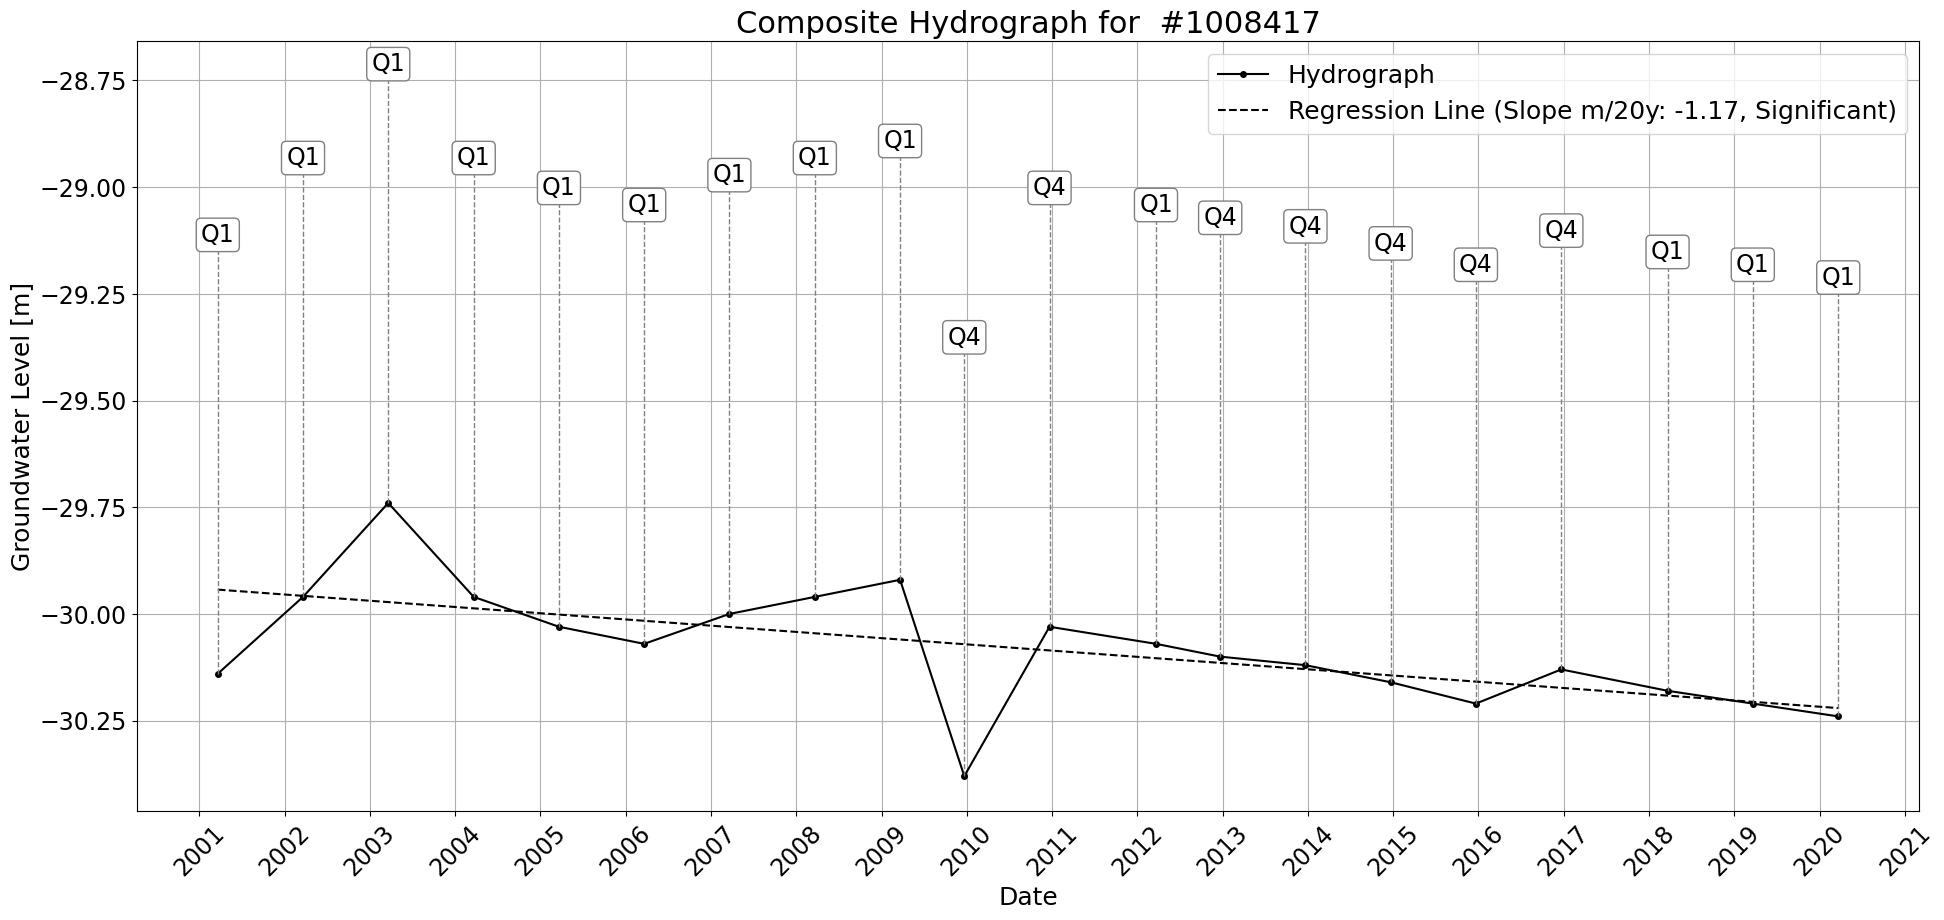 Composite Hydrograph for  #1008417
Hydrograph
Regression Line (Slope m/20y: -1.17, Significant)
Groundwater Level [m]
−28.75
−29.00
−29.25
−29.50
−29.75
−30.00
−30.25
Q1
Q1
Q1
Q1
Q1
Q1
Q1
Q1
Q1
Q4
Q4
Q1
Q4
Q4
Q4
Q4
Q4
Q1
Q1
Q1
2001
2002
2003
2004
2005
2006
2007
2008
2009
2010
2011
2012
2013
2014
2015
2016
2017
2018
2019
2020
2021
Date